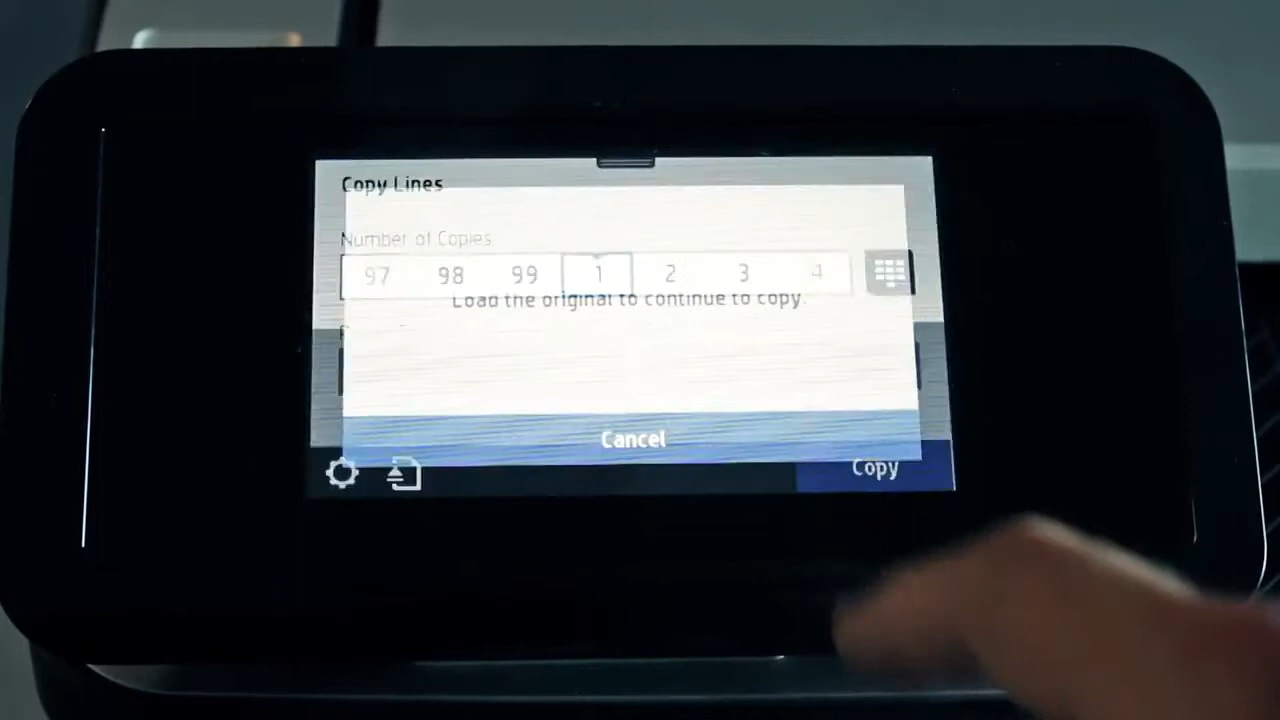 Copy Lines
Number of Copies
97 98 99 1 2 3 4
Load the original to continue to copy.
Cancel
Copy